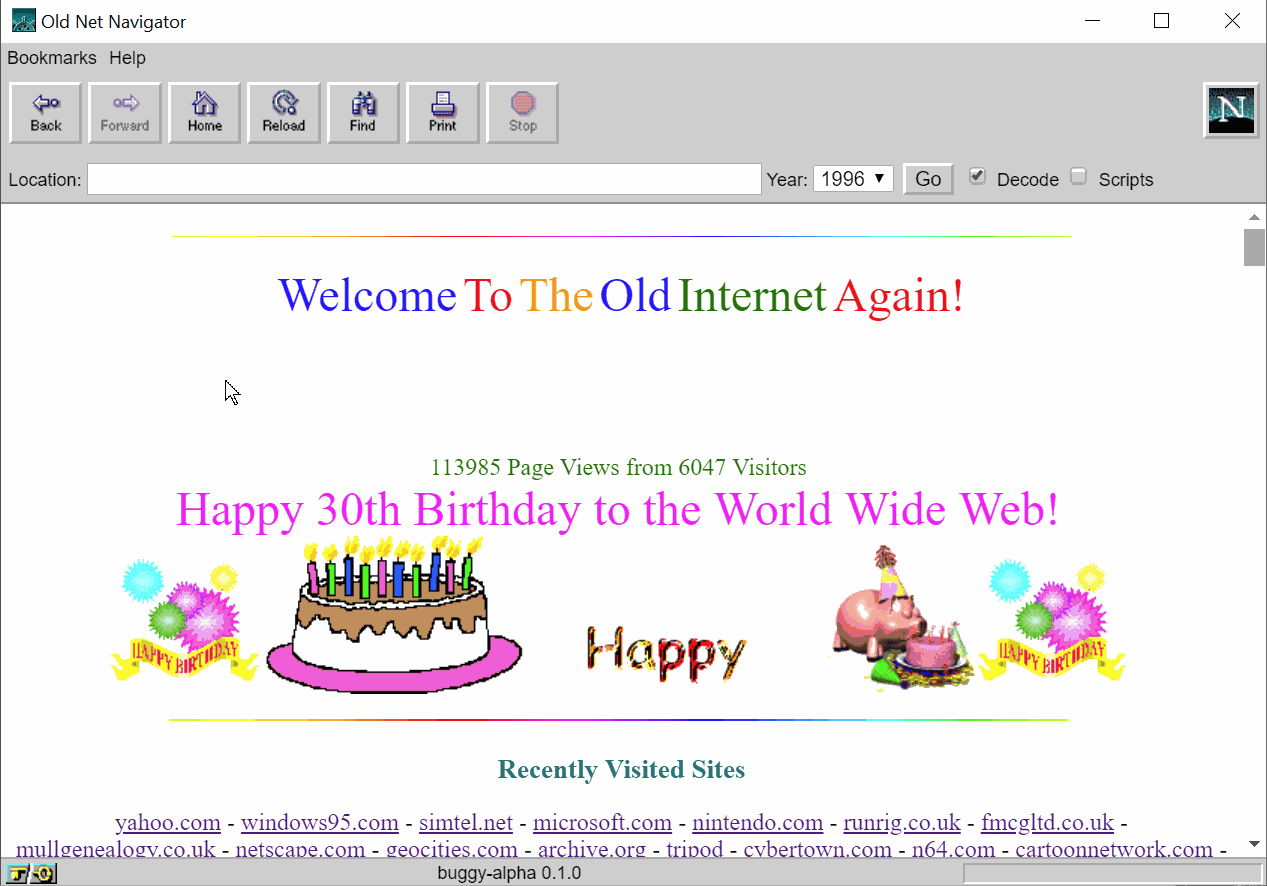 Old Net Navigator
Bookmarks Help
Back Forward Home Reload Find Print Stop N
Location: Year: 1996 Go Decode Scripts
Welcome To The Old Internet Again!
113985 Page Views from 6047 Visitors
Happy 30th Birthday to the World Wide Web!
HAPPY BIRTHDAY Happy HAPPY BIRTHDAY
Recently Visited Sites
yahoo.com - windows95.com - simtel.net - microsoft.com - nintendo.com - runrig.co.uk - fmcgltd.co.uk -
mullgenealogy.co.uk - netscape.com - geocities.com - archive.org - tripod - cybertown.com - n64.com - cartoonnetwork.com -
buggy-alpha 0.1.0